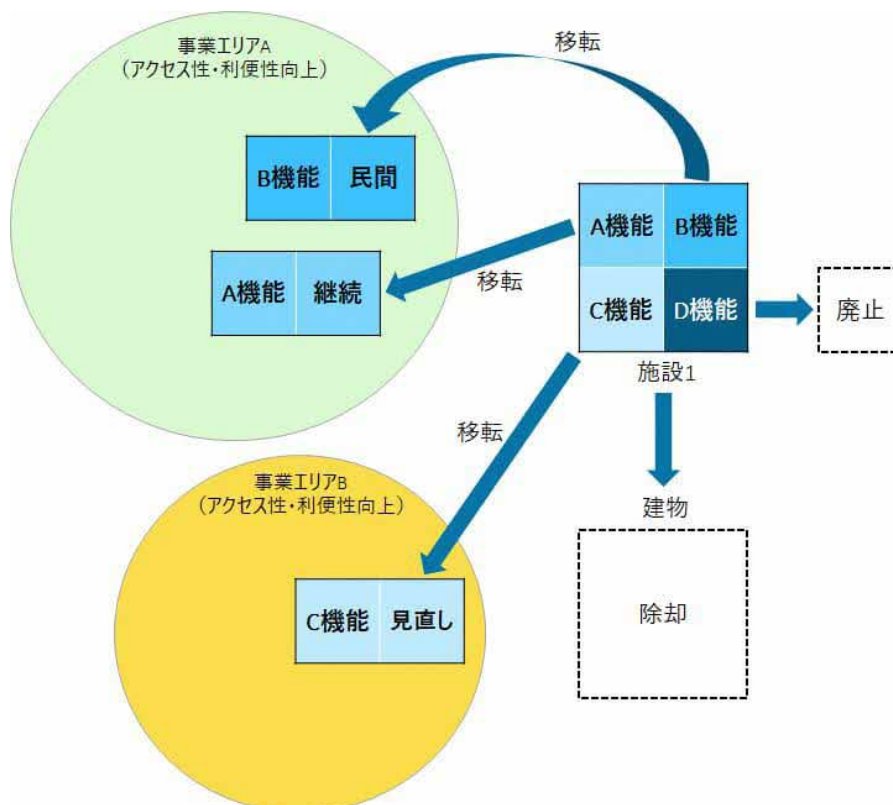 事業エリアA
（アクセス性・利便性向上）
移転
B機能 民間
A機能 B機能
A機能 継続
移転
C機能 D機能
廃止
施設1
移転
事業エリアB
（アクセス性・利便性向上）
建物
C機能 見直し
除却